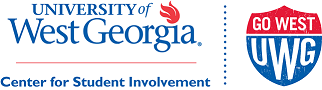 UNIVERSITY of
West Georgia®
Center for Student Involvement
GO WEST
UWG